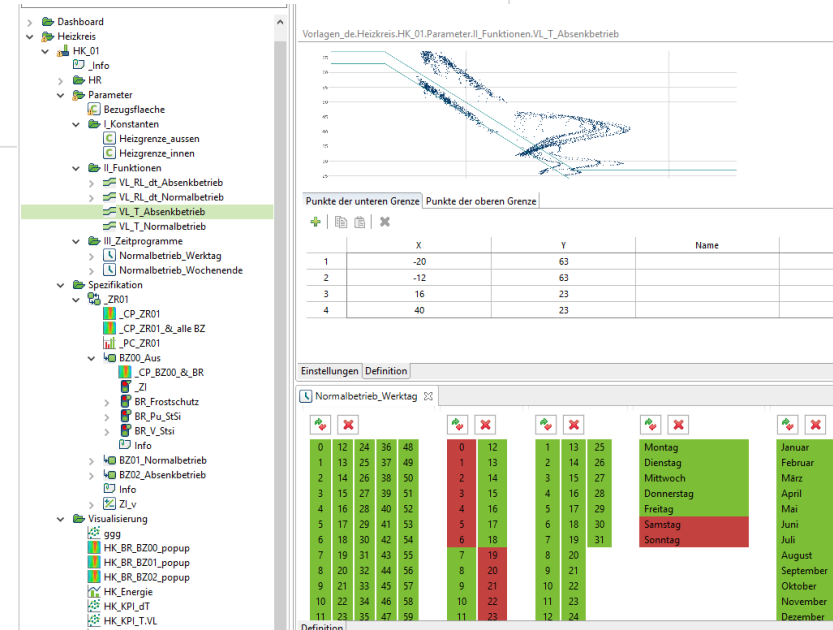 Dashboard
Heizkreis
HK_01
_Info
HR
Parameter
Bezugsflaeche
I_Konstanten
Heizgrenze_aussen
Heizgrenze_innen
II_Funktionen
VL_RL_dt_Absenkbetrieb
VL_RL_dt_Normalbetrieb
VL_T_Absenkbetrieb
VL_T_Normalbetrieb
III_Zeitprogramme
Normalbetrieb_Werktag
Normalbetrieb_Wochenende
Spezifikation
_ZR01
_CP_ZR01
_CP_ZR01_&_alle BZ
_PC_ZR01
BZ00_Aus
_CP_BZ00_&_BR
_ZI
BR_Frostschutz
BR_Pu_StSi
BR_V_Stsi
Info
BZ01_Normalbetrieb
BZ02_Absenkbetrieb
Info
ZI_v
Visualisierung
ggg
HK_BR_BZ00_popup
HK_BR_BZ01_popup
HK_BR_BZ02_popup
HK_Energie
HK_KPI_dT
HK_KPI_T.VL
Vorlagen_de.Heizkreis.HK_01.Parameter.II_Funktionen.VL_T_Absenkbetrieb
Punkte der unteren Grenze Punkte der oberen Grenze
X Y Name
1 -20 63
2 -12 63
3 16 23
4 40 23
Einstellungen Definition
Normalbetrieb_Werktag
0 12 24 36 48 0 12 1 13 25 Montag Januar
1 13 25 37 49 1 13 2 14 26 Dienstag Februar
2 14 26 38 50 2 14 3 15 27 Mittwoch März
3 15 27 39 51 3 15 4 16 28 Donnerstag April
4 16 28 40 52 4 16 5 17 29 Freitag Mai
5 17 29 41 53 5 17 6 18 30 Samstag Juni
6 18 30 42 54 6 18 7 19 31 Sonntag Juli
7 19 31 43 55 7 19 8 20 August
8 20 32 44 56 8 20 9 21 September
9 21 33 45 57 9 21 10 22 Oktober
10 22 34 46 58 10 22 11 23 November
11 23 35 47 59 11 23 12 24 Dezember
Definition